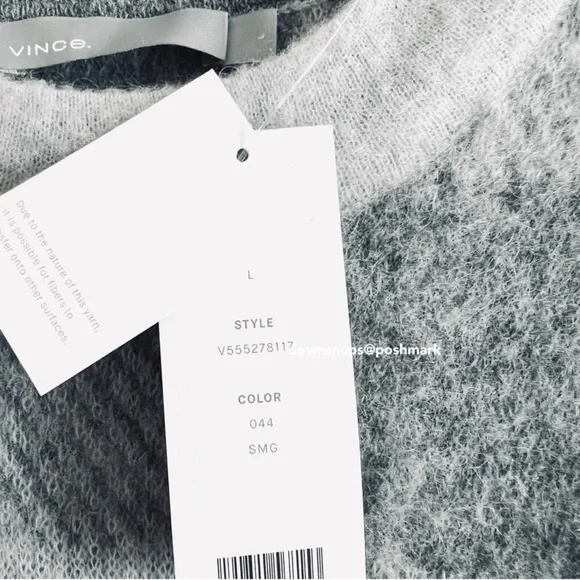 VINCE.
L
Due to the nature of this yarn,
it is possible for fibers to
transfer onto other surfaces.
L
STYLE
V555278117
downsnups@poshmark
COLOR
044
SMG